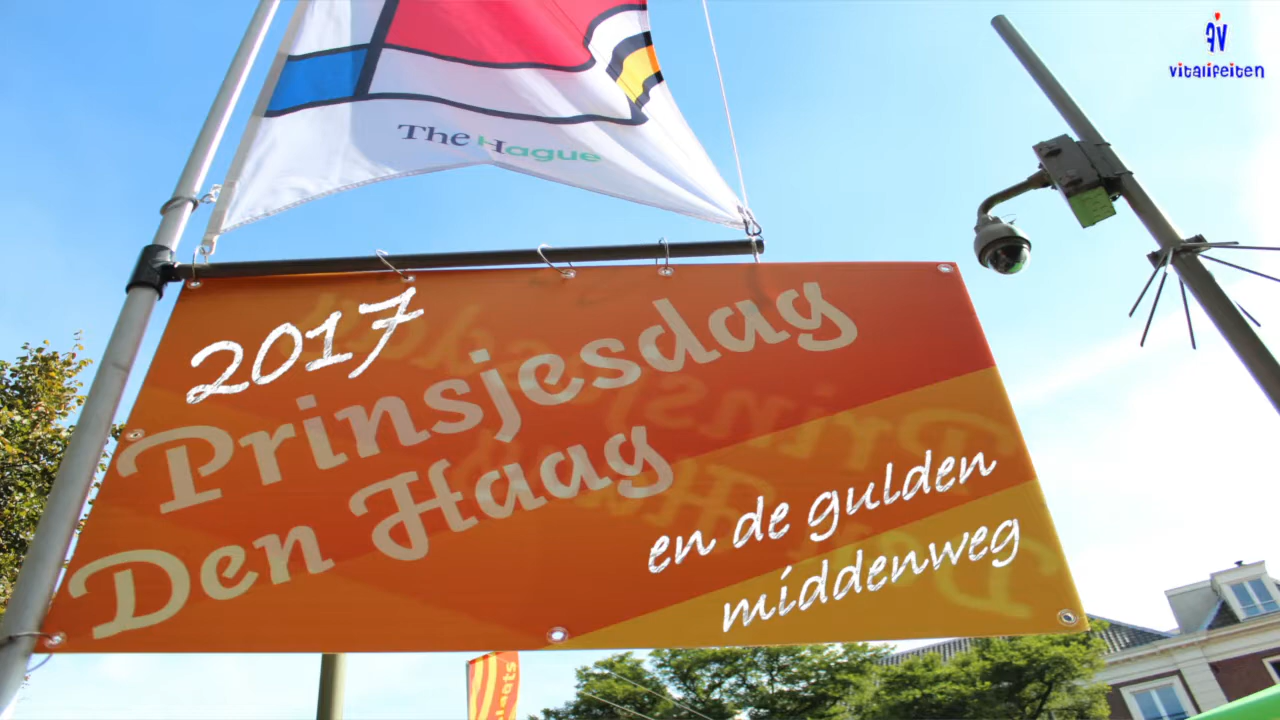 vitalifeiten
The Hague
2017
Prinsjesdag
Den Haag
en de gulden
middenweg